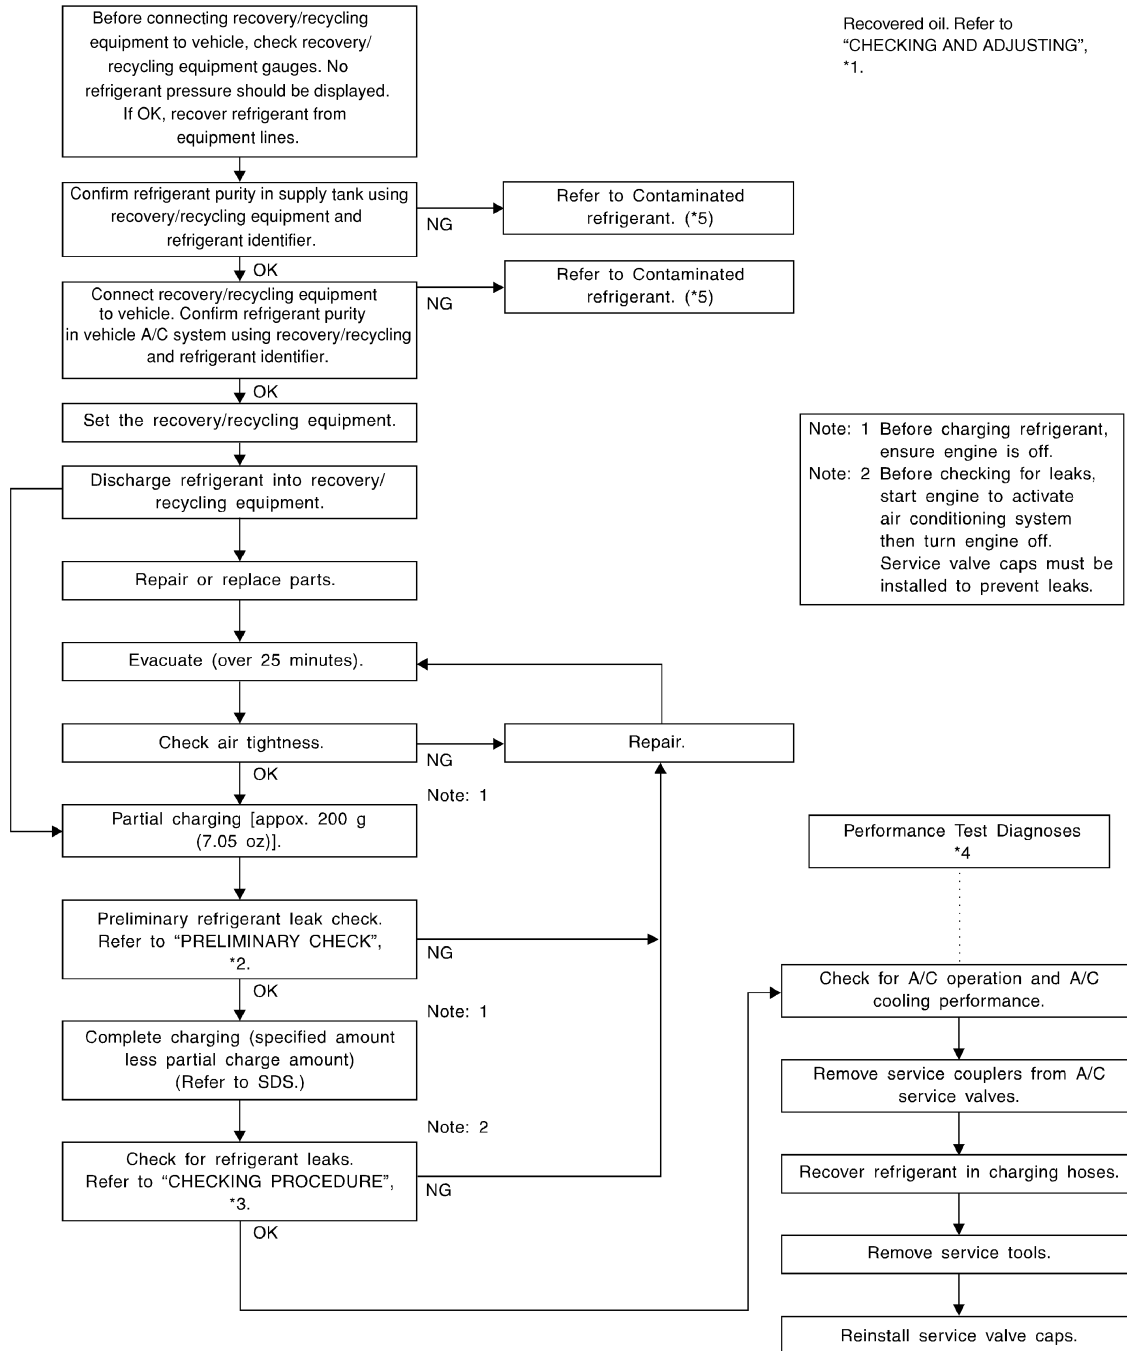 Before connecting recovery/recycling
equipment to vehicle, check recovery/
recycling equipment gauges. No
refrigerant pressure should be displayed.
If OK, recover refrigerant from
equipment lines.
Recovered oil. Refer to
“CHECKING AND ADJUSTING”,
*1.
Confirm refrigerant purity in supply tank using
recovery/recycling equipment and
refrigerant identifier.
NG
Refer to Contaminated
refrigerant. (*5)
OK
Connect recovery/recycling equipment
to vehicle. Confirm refrigerant purity
in vehicle A/C system using recovery/recycling
and refrigerant identifier.
NG
Refer to Contaminated
refrigerant. (*5)
OK
Set the recovery/recycling equipment.
Discharge refrigerant into recovery/
recycling equipment.
Note: 1 Before charging refrigerant,
ensure engine is off.
Note: 2 Before checking for leaks,
start engine to activate
air conditioning system
then turn engine off.
Service valve caps must be
installed to prevent leaks.
Repair or replace parts.
Evacuate (over 25 minutes).
Check air tightness.
NG
Repair.
OK
Note: 1
Partial charging [appox. 200 g
(7.05 oz)].
Preliminary refrigerant leak check.
Refer to “PRELIMINARY CHECK”,
*2.
NG
OK
Note: 1
Complete charging (specified amount
less partial charge amount)
(Refer to SDS.)
Note: 2
Check for refrigerant leaks.
Refer to “CHECKING PROCEDURE”,
*3.
NG
OK
Performance Test Diagnoses
*4
Check for A/C operation and A/C
cooling performance.
Remove service couplers from A/C
service valves.
Recover refrigerant in charging hoses.
Remove service tools.
Reinstall service valve caps.